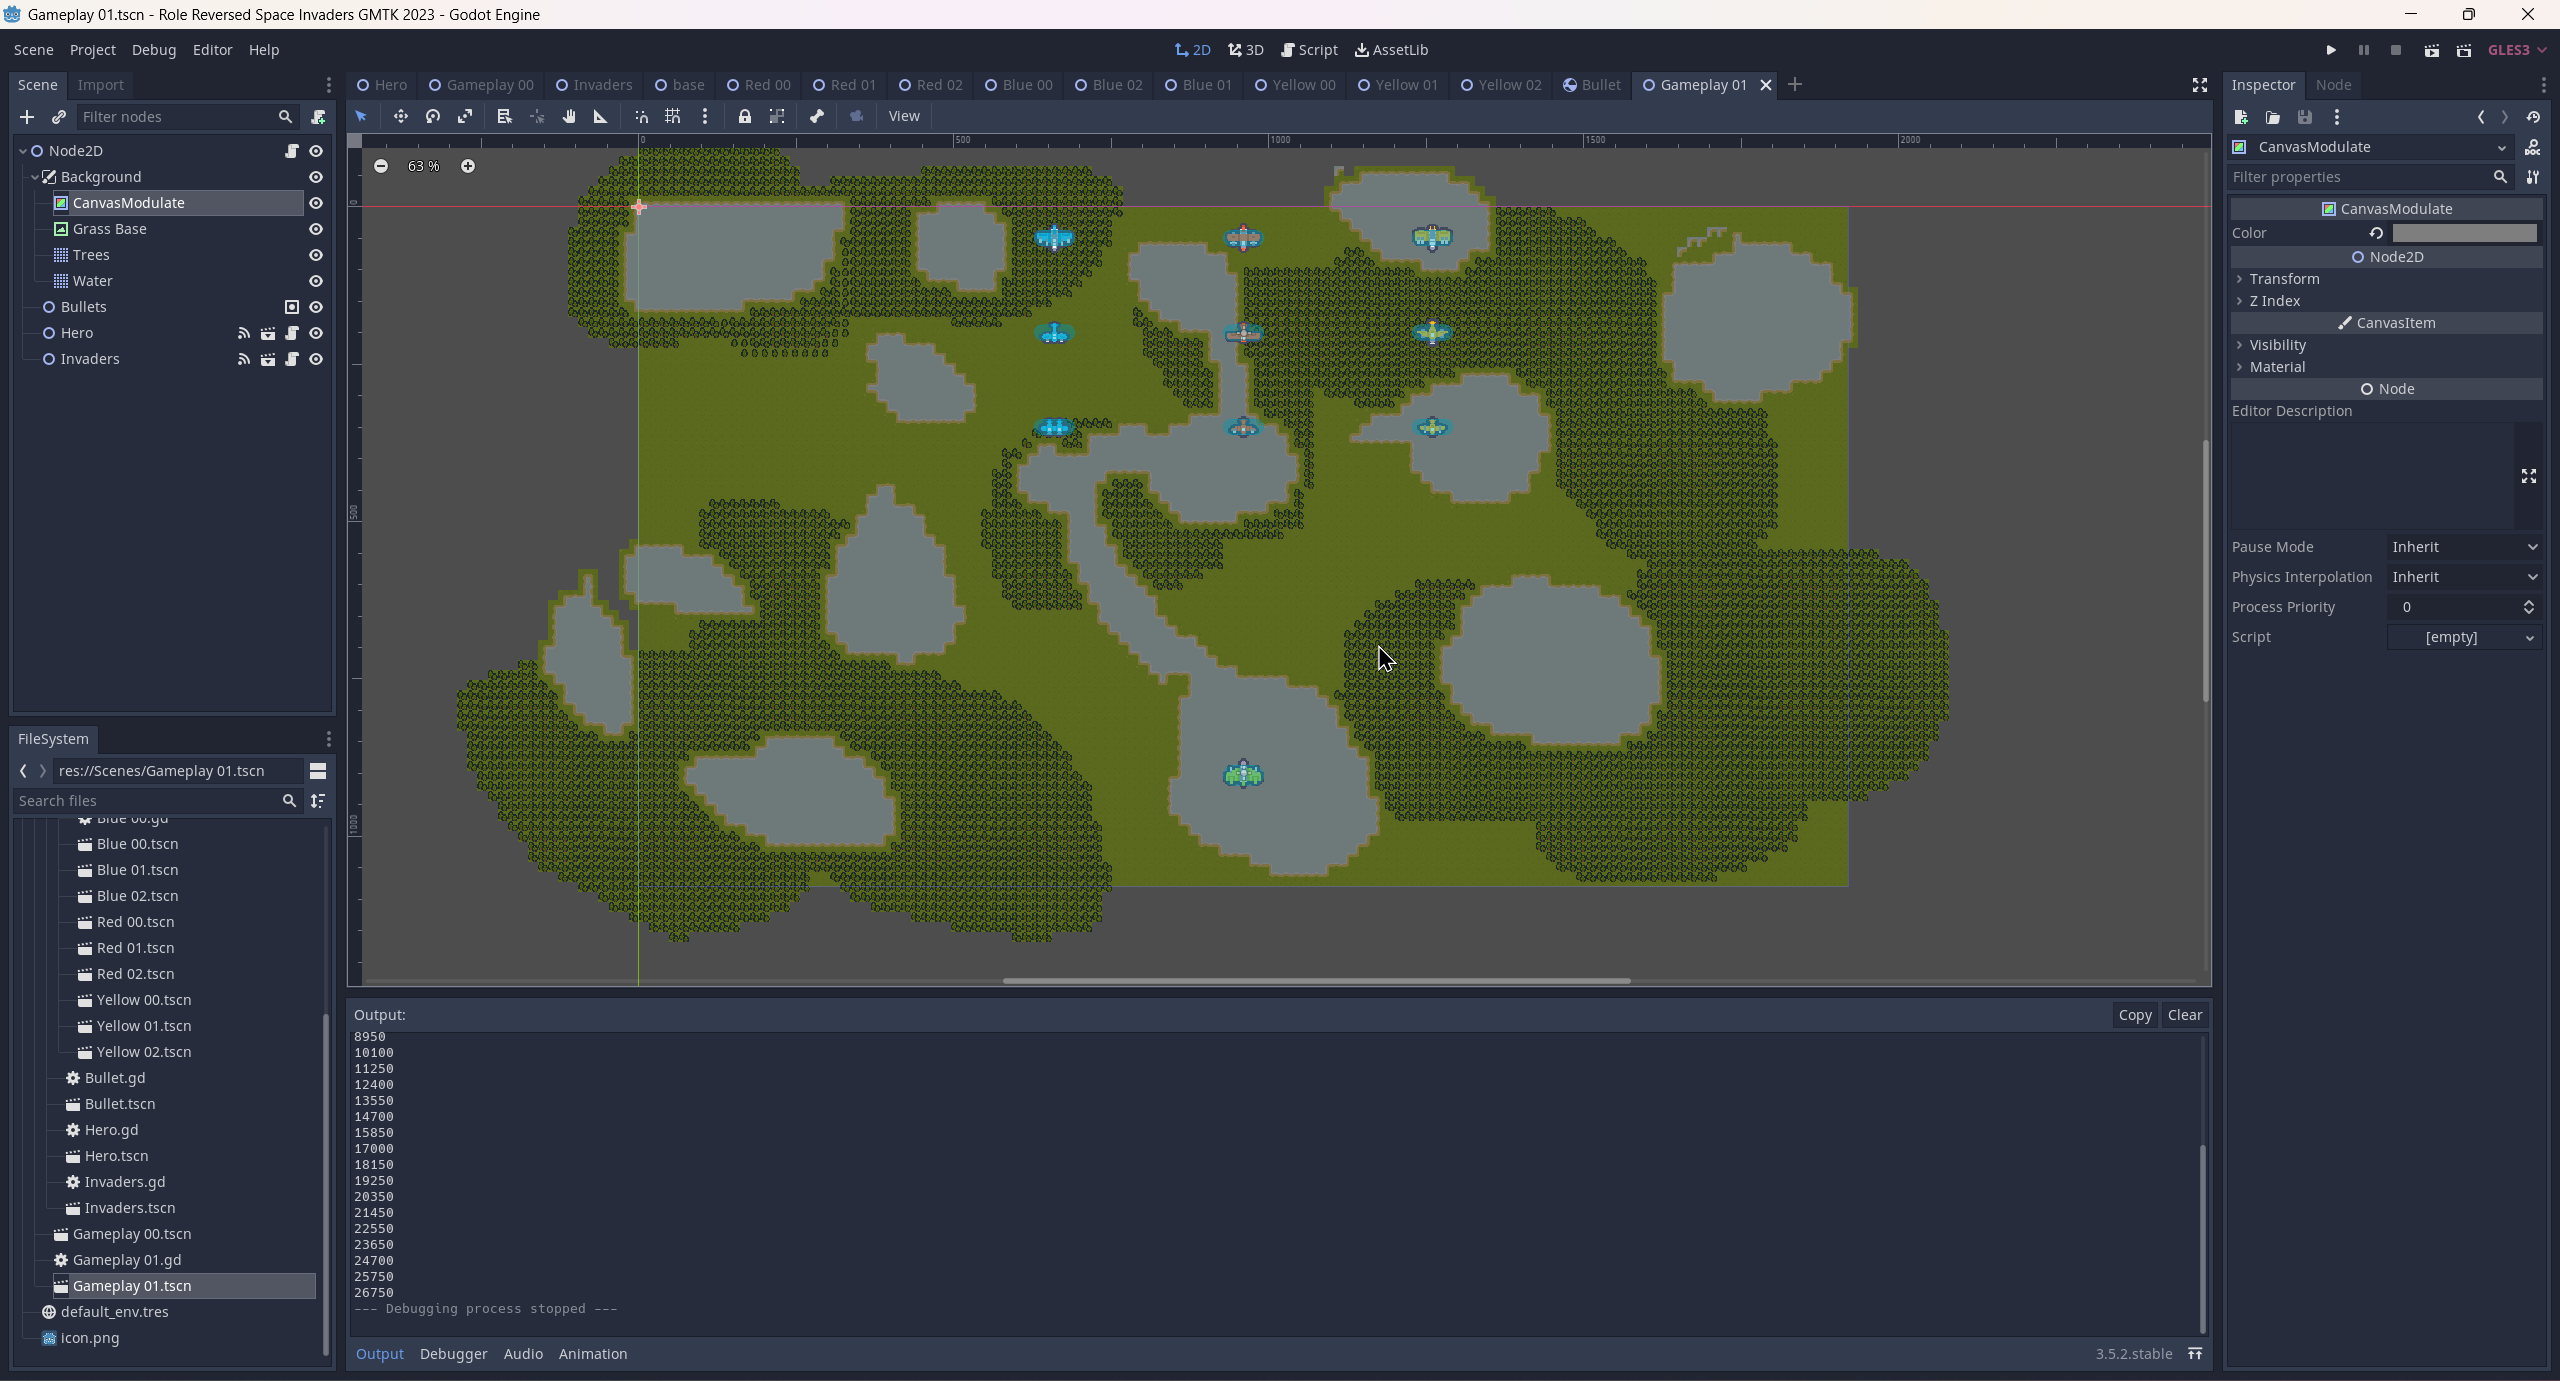 Gameplay 01.tscn - Role Reversed Space Invaders GMTK 2023 - Godot Engine
Scene Project Debug Editor Help
2D 3D Script AssetLib
GLES3
Scene Import
Filter nodes
Node2D
Background
CanvasModulate
Grass Base
Trees
Water
Bullets
Hero
Invaders
FileSystem
res://Scenes/Gameplay 01.tscn
Search files
Blue 00.gd
Blue 00.tscn
Blue 01.tscn
Blue 02.tscn
Red 00.tscn
Red 01.tscn
Red 02.tscn
Yellow 00.tscn
Yellow 01.tscn
Yellow 02.tscn
Bullet.gd
Bullet.tscn
Hero.gd
Hero.tscn
Invaders.gd
Invaders.tscn
Gameplay 00.tscn
Gameplay 01.gd
Gameplay 01.tscn
default_env.tres
icon.png
Hero Gameplay 00 Invaders base Red 00 Red 01 Red 02 Blue 00 Blue 02 Blue 01 Yellow 00 Yellow 01 Yellow 02 Bullet Gameplay 01
View
0 500 1000 1500 2000
63 %
0
500
1000
Output:
Copy Clear
8950
10100
11250
12400
13550
14700
15850
17000
18150
19250
20350
21450
22550
23650
24700
25750
26750
--- Debugging process stopped ---
Output Debugger Audio Animation
3.5.2.stable
Inspector Node
CanvasModulate
Filter properties
CanvasModulate
Color
Node2D
Transform
Z Index
CanvasItem
Visibility
Material
Node
Editor Description
Pause Mode Inherit
Physics Interpolation Inherit
Process Priority 0
Script [empty]